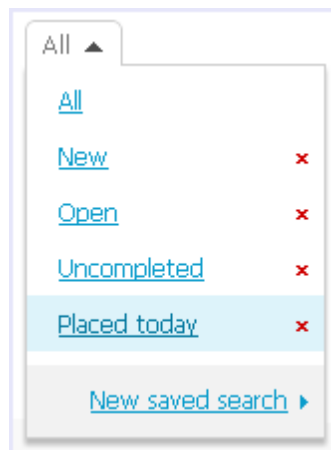 All
All
New
Open
Uncompleted
Placed today
New saved search